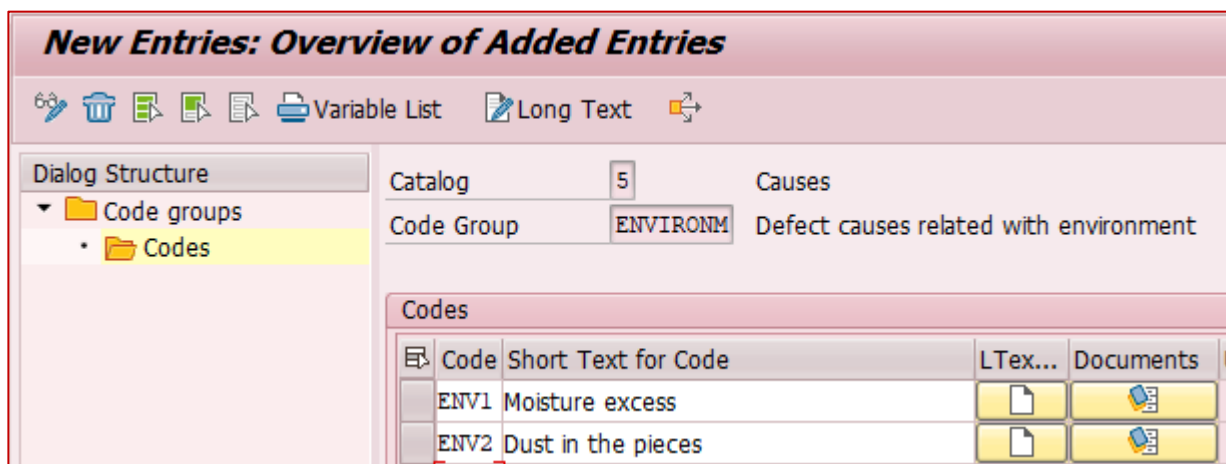 New Entries: Overview of Added Entries
Variable List Long Text
Dialog Structure
Code groups
Codes
Catalog 5 Causes
Code Group ENVIRONM Defect causes related with environment
Codes
Code Short Text for Code LTex... Documents
ENV1 Moisture excess
ENV2 Dust in the pieces